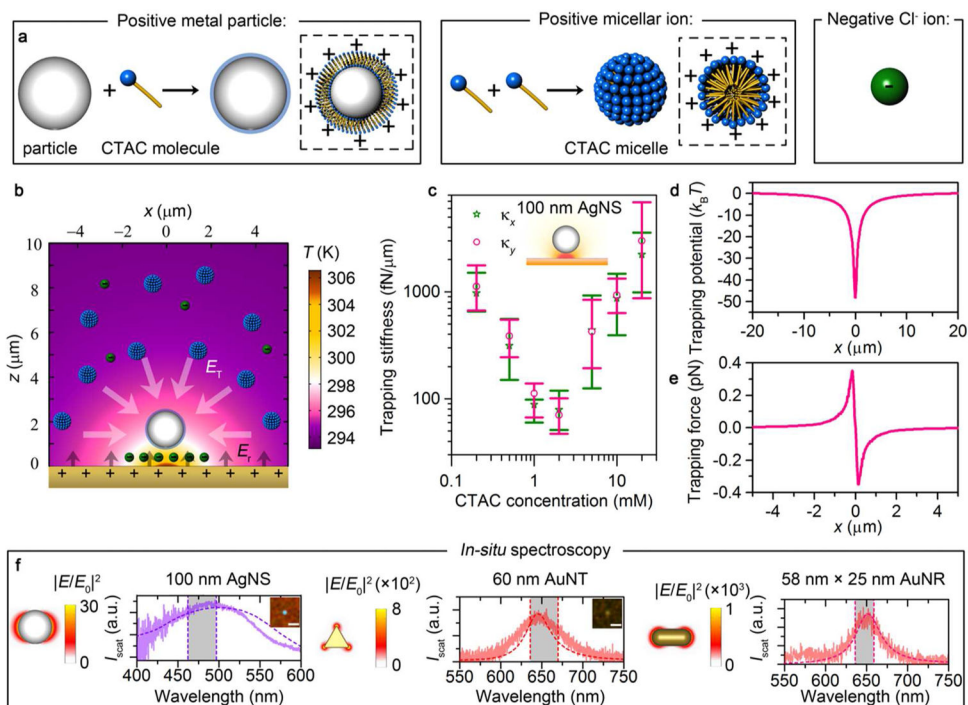 a
Positive metal particle:
particle
+
CTAC molecule
Positive micellar ion:
+
CTAC micelle
Negative Cl⁻ ion:
-
b
x (μm)
−4 −2 0 2 4
z (μm)
10
8
6
4
2
0
E_T
E_r
+ + + + + + + + + +
T (K)
306
304
302
300
298
296
294
c
100 nm AgNS
κ_x
κ_y
Trapping stiffness (fN/μm)
1000
100
0.1 1 10
CTAC concentration (mM)
d
Trapping potential (k_BT)
0
-10
-20
-30
-40
-50
-20 -10 0 10 20
x (μm)
e
Trapping force (pN)
0.4
0.2
0.0
-0.2
-0.4
-4 -2 0 2 4
x (μm)
In-situ spectroscopy
f
|E/E₀|²
30
0
100 nm AgNS
I_scat (a.u.)
400 450 500 550 600
Wavelength (nm)
|E/E₀|² (×10²)
8
0
60 nm AuNT
I_scat (a.u.)
550 600 650 700 750
Wavelength (nm)
|E/E₀|² (×10³)
1
0
58 nm × 25 nm AuNR
I_scat (a.u.)
550 600 650 700 750
Wavelength (nm)